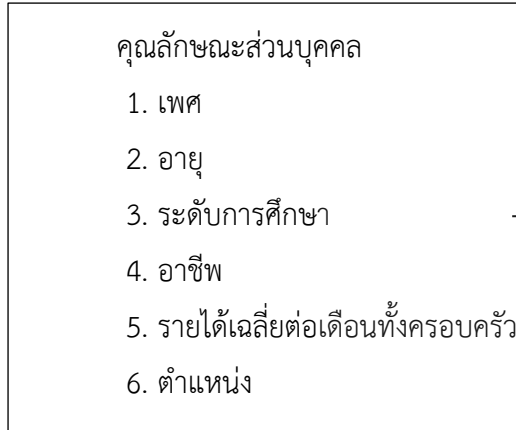 คุณลักษณะส่วนบุคคล
1. เพศ
2. อายุ
3. ระดับการศึกษา
4. อาชีพ
5. รายได้เฉลี่ยต่อเดือนทั้งครอบครัว
6. ตำแหน่ง